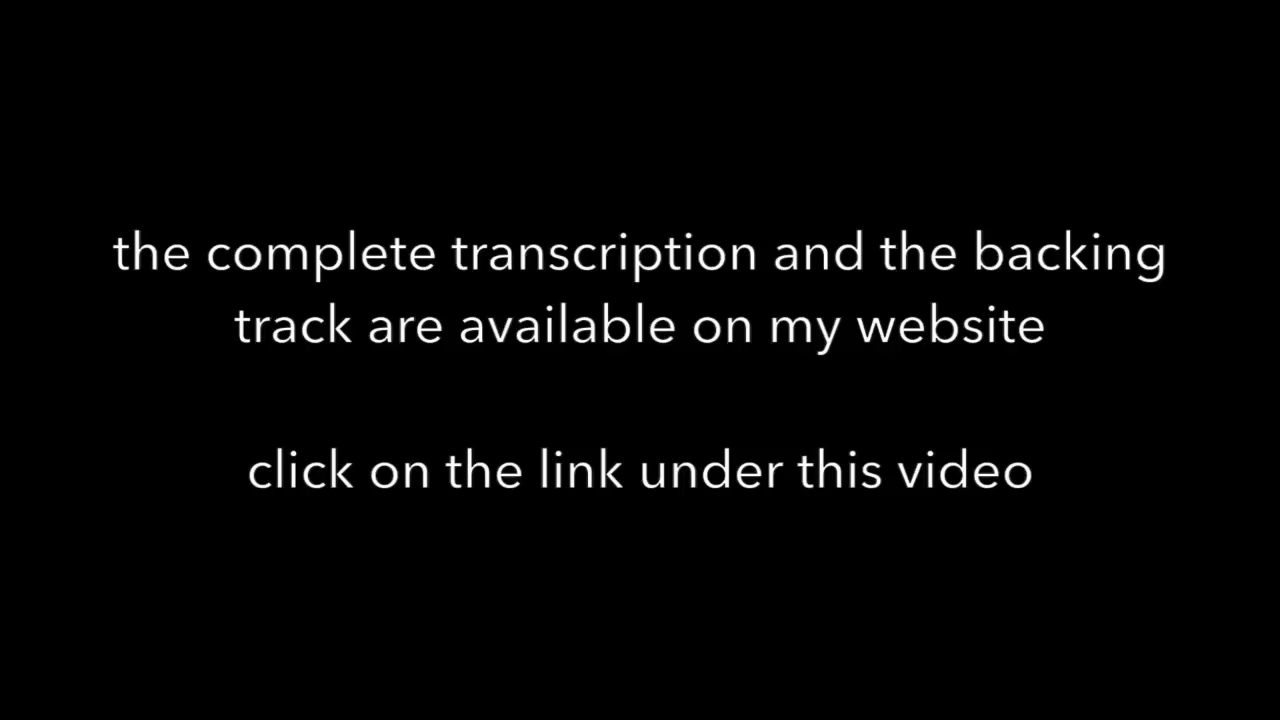 the complete transcription and the backing
track are available on my website
click on the link under this video